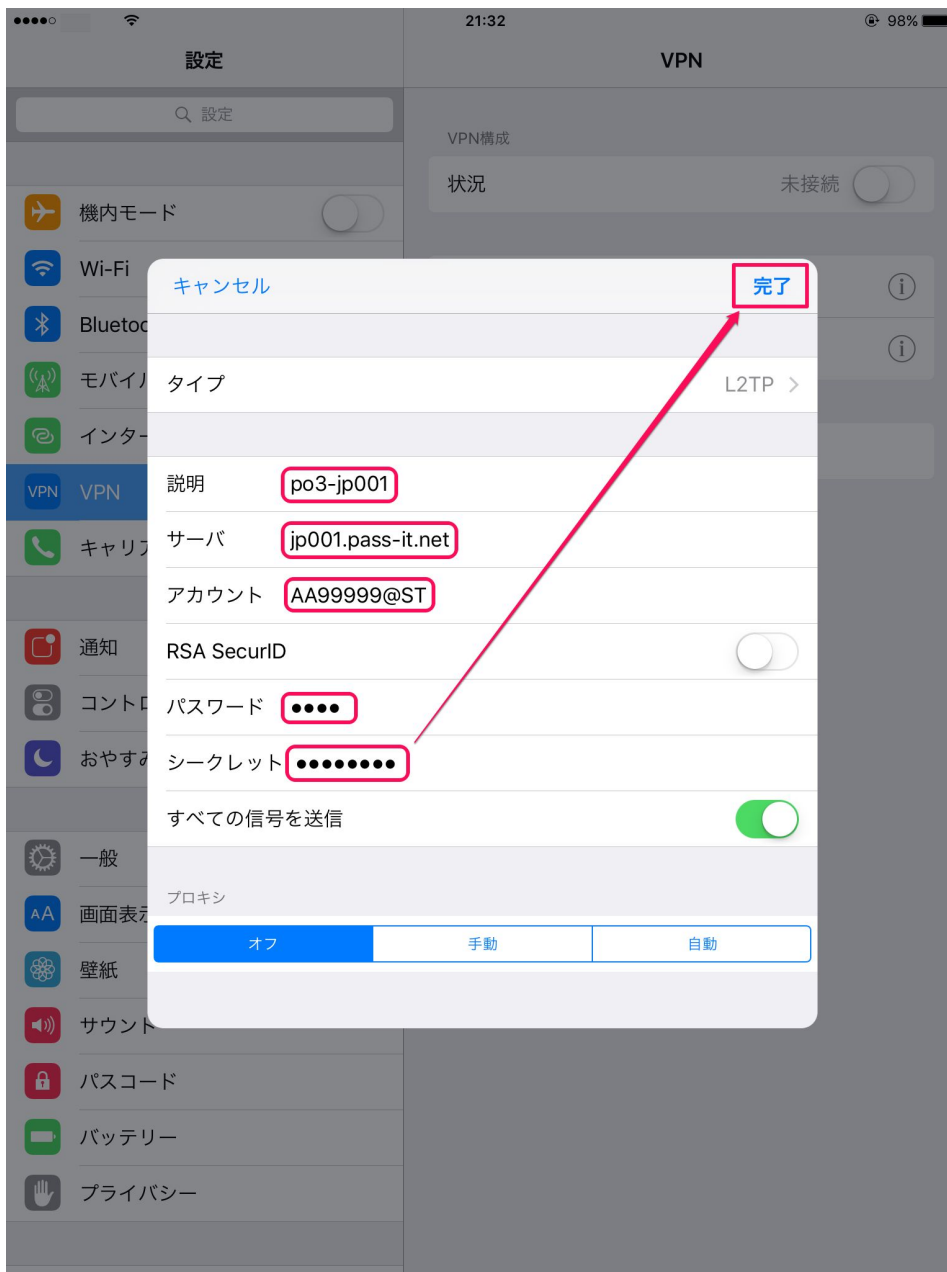 21:32
98%
設定
VPN
設定
VPN構成
状況
未接続
機内モード
Wi-Fi
Bluetoo
モバイル
インター
VPN
VPN
キャリア
通知
コントロ
おやすみ
一般
AA
画面表示
壁紙
サウンド
パスコード
バッテリー
プライバシー
キャンセル
完了
タイプ
L2TP
説明
po3-jp001
サーバ
jp001.pass-it.net
アカウント
AA99999@ST
RSA SecurID
パスワード
••••
シークレット
••••••••
すべての信号を送信
プロキシ
オフ
手動
自動